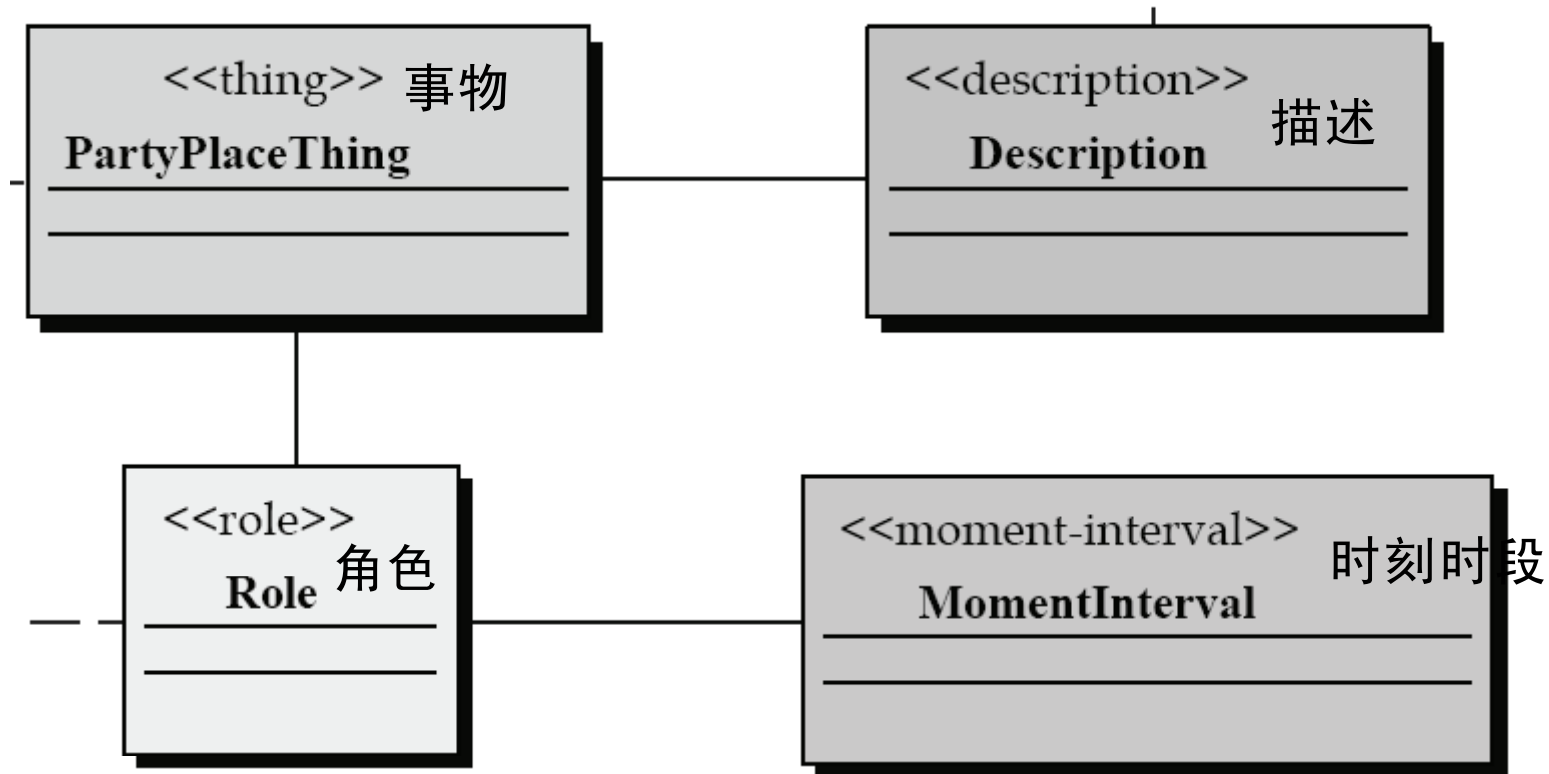 <<thing>> 事物
PartyPlaceThing
<<description>>
描述
Description
<<role>>
角色
Role
<<moment-interval>>
时刻时段
MomentInterval